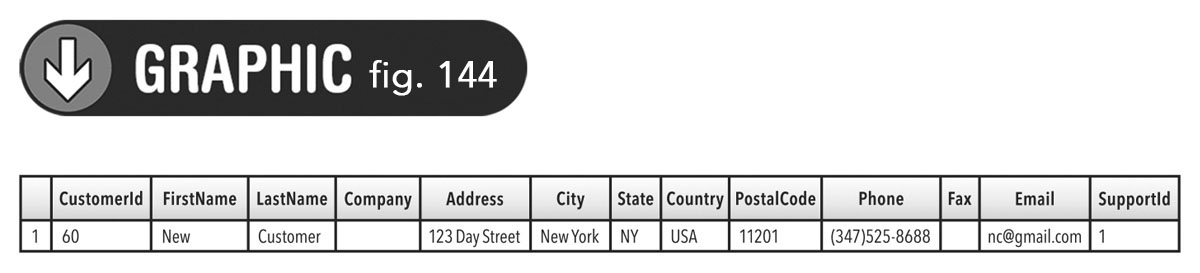 GRAPHIC fig. 144
CustomerId FirstName LastName Company Address City State Country PostalCode Phone Fax Email SupportId
1 60 New Customer 123 Day Street New York NY USA 11201 (347)525-8688 nc@gmail.com 1